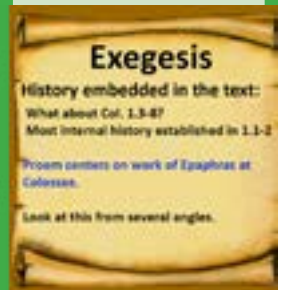 Exegesis
History embedded in the text:
What about Col. 1.3-8?
Most internal history established in 1.1-2
Proem centers on work of Epaphras at
Colossae.
Look at this from several angles.